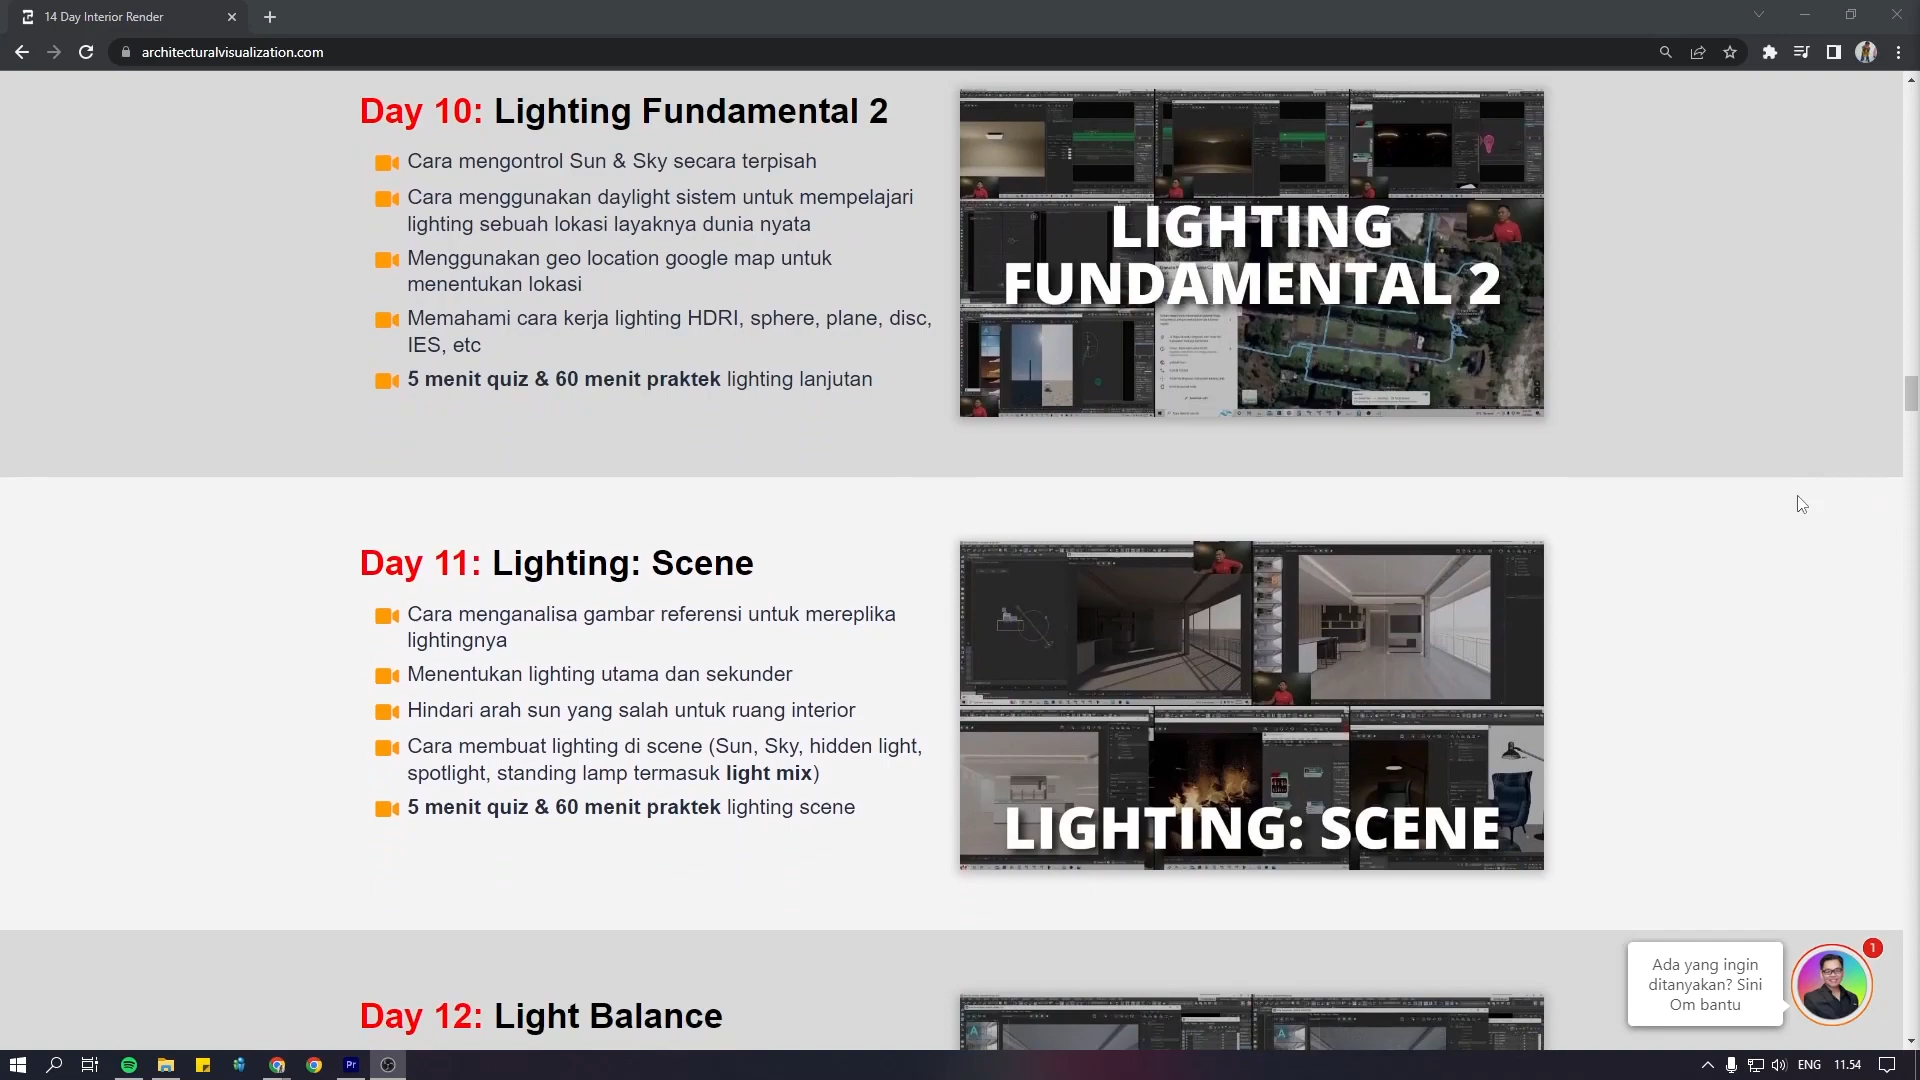 14 Day Interior Render
architecturalvisualization.com
Day 10: Lighting Fundamental 2
Cara mengontrol Sun & Sky secara terpisah
Cara menggunakan daylight sistem untuk mempelajari
lighting sebuah lokasi layaknya dunia nyata
Menggunakan geo location google map untuk
menentukan lokasi
Memahami cara kerja lighting HDRI, sphere, plane, disc,
IES, etc
5 menit quiz & 60 menit praktek lighting lanjutan
LIGHTING
FUNDAMENTAL 2
Day 11: Lighting: Scene
Cara menganalisa gambar referensi untuk mereplika
lightingnya
Menentukan lighting utama dan sekunder
Hindari arah sun yang salah untuk ruang interior
Cara membuat lighting di scene (Sun, Sky, hidden light,
spotlight, standing lamp termasuk light mix)
5 menit quiz & 60 menit praktek lighting scene
LIGHTING: SCENE
Day 12: Light Balance
Ada yang ingin
ditanyakan? Sini
Om bantu
1
Pr
ENG
11.54